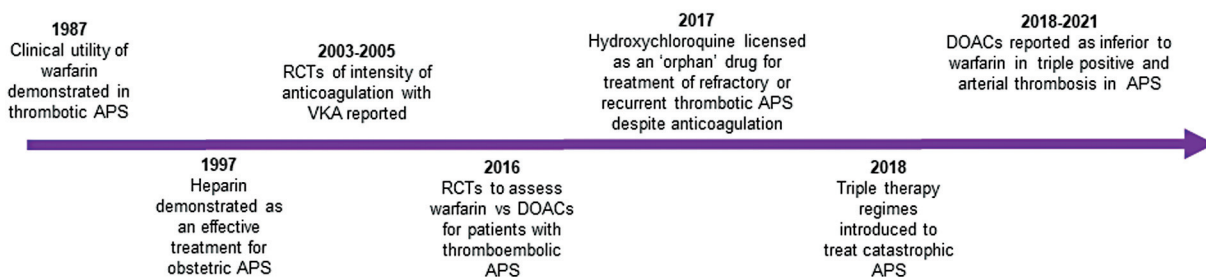 1987
Clinical utility of
warfarin
demonstrated in
thrombotic APS
1997
Heparin
demonstrated as
an effective
treatment for
obstetric APS
2003-2005
RCTs of intensity of
anticoagulation with
VKA reported
2016
RCTs to assess
warfarin vs DOACs
for patients with
thromboembolic
APS
2017
Hydroxychloroquine licensed
as an ‘orphan’ drug for
treatment of refractory or
recurrent thrombotic APS
despite anticoagulation
2018
Triple therapy
regimes
introduced to
treat catastrophic
APS
2018-2021
DOACs reported as inferior to
warfarin in triple positive and
arterial thrombosis in APS